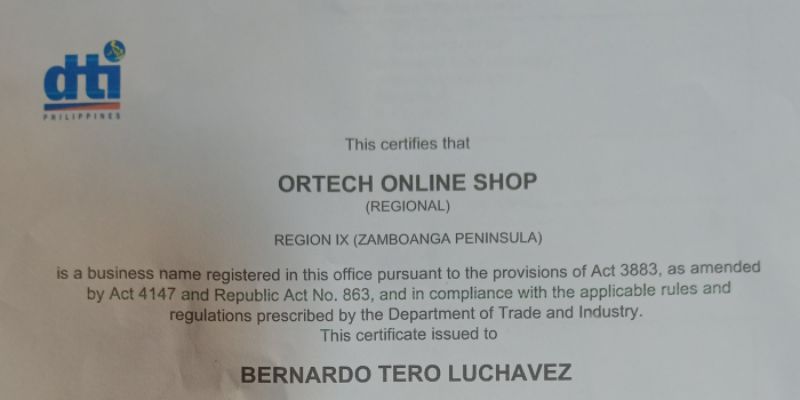 dti
PHILIPPINES
This certifies that
ORTECH ONLINE SHOP
(REGIONAL)
REGION IX (ZAMBOANGA PENINSULA)
is a business name registered in this office pursuant to the provisions of Act 3883, as amended
by Act 4147 and Republic Act No. 863, and in compliance with the applicable rules and
regulations prescribed by the Department of Trade and Industry.
This certificate issued to
BERNARDO TERO LUCHAVEZ